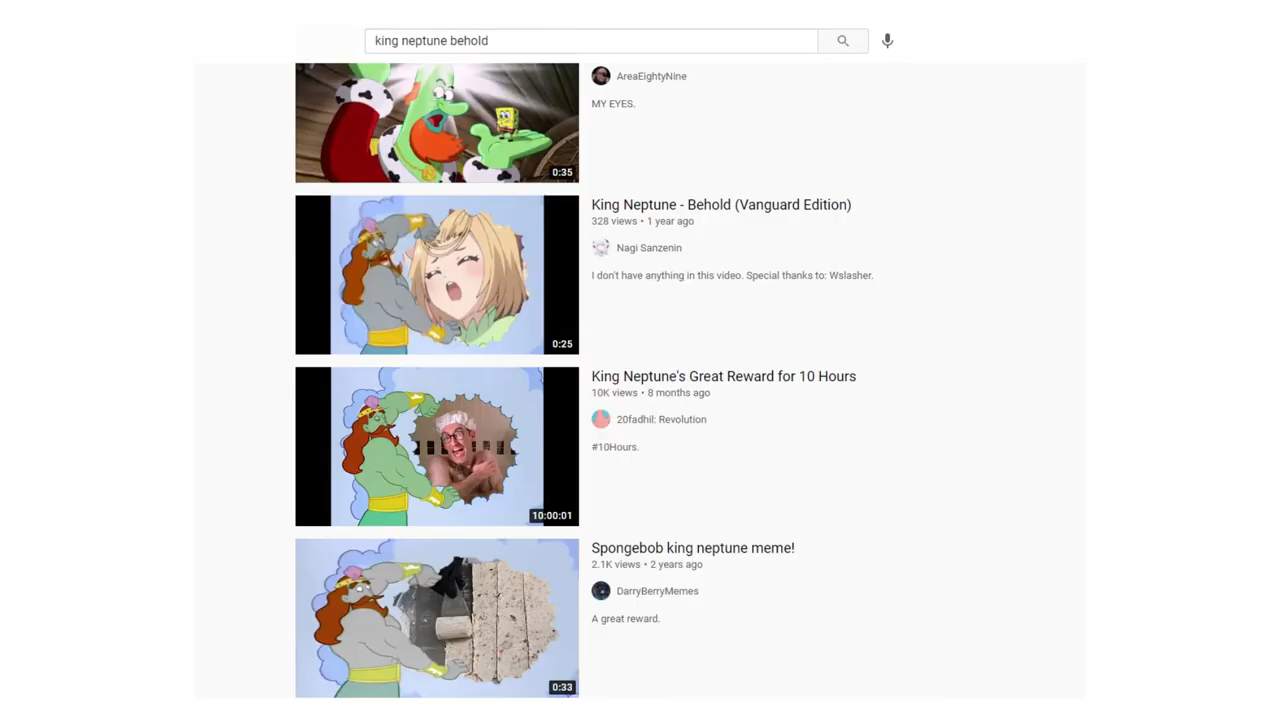 king neptune behold
AreaEightyNine
MY EYES.
0:35
King Neptune - Behold (Vanguard Edition)
328 views • 1 year ago
Nagi Sanzenin
I don't have anything in this video. Special thanks to: Wslasher.
0:25
King Neptune's Great Reward for 10 Hours
10K views • 8 months ago
20fadhil: Revolution
#10Hours.
10:00:01
Spongebob king neptune meme!
2.1K views • 2 years ago
DarryBerryMemes
A great reward.
0:33